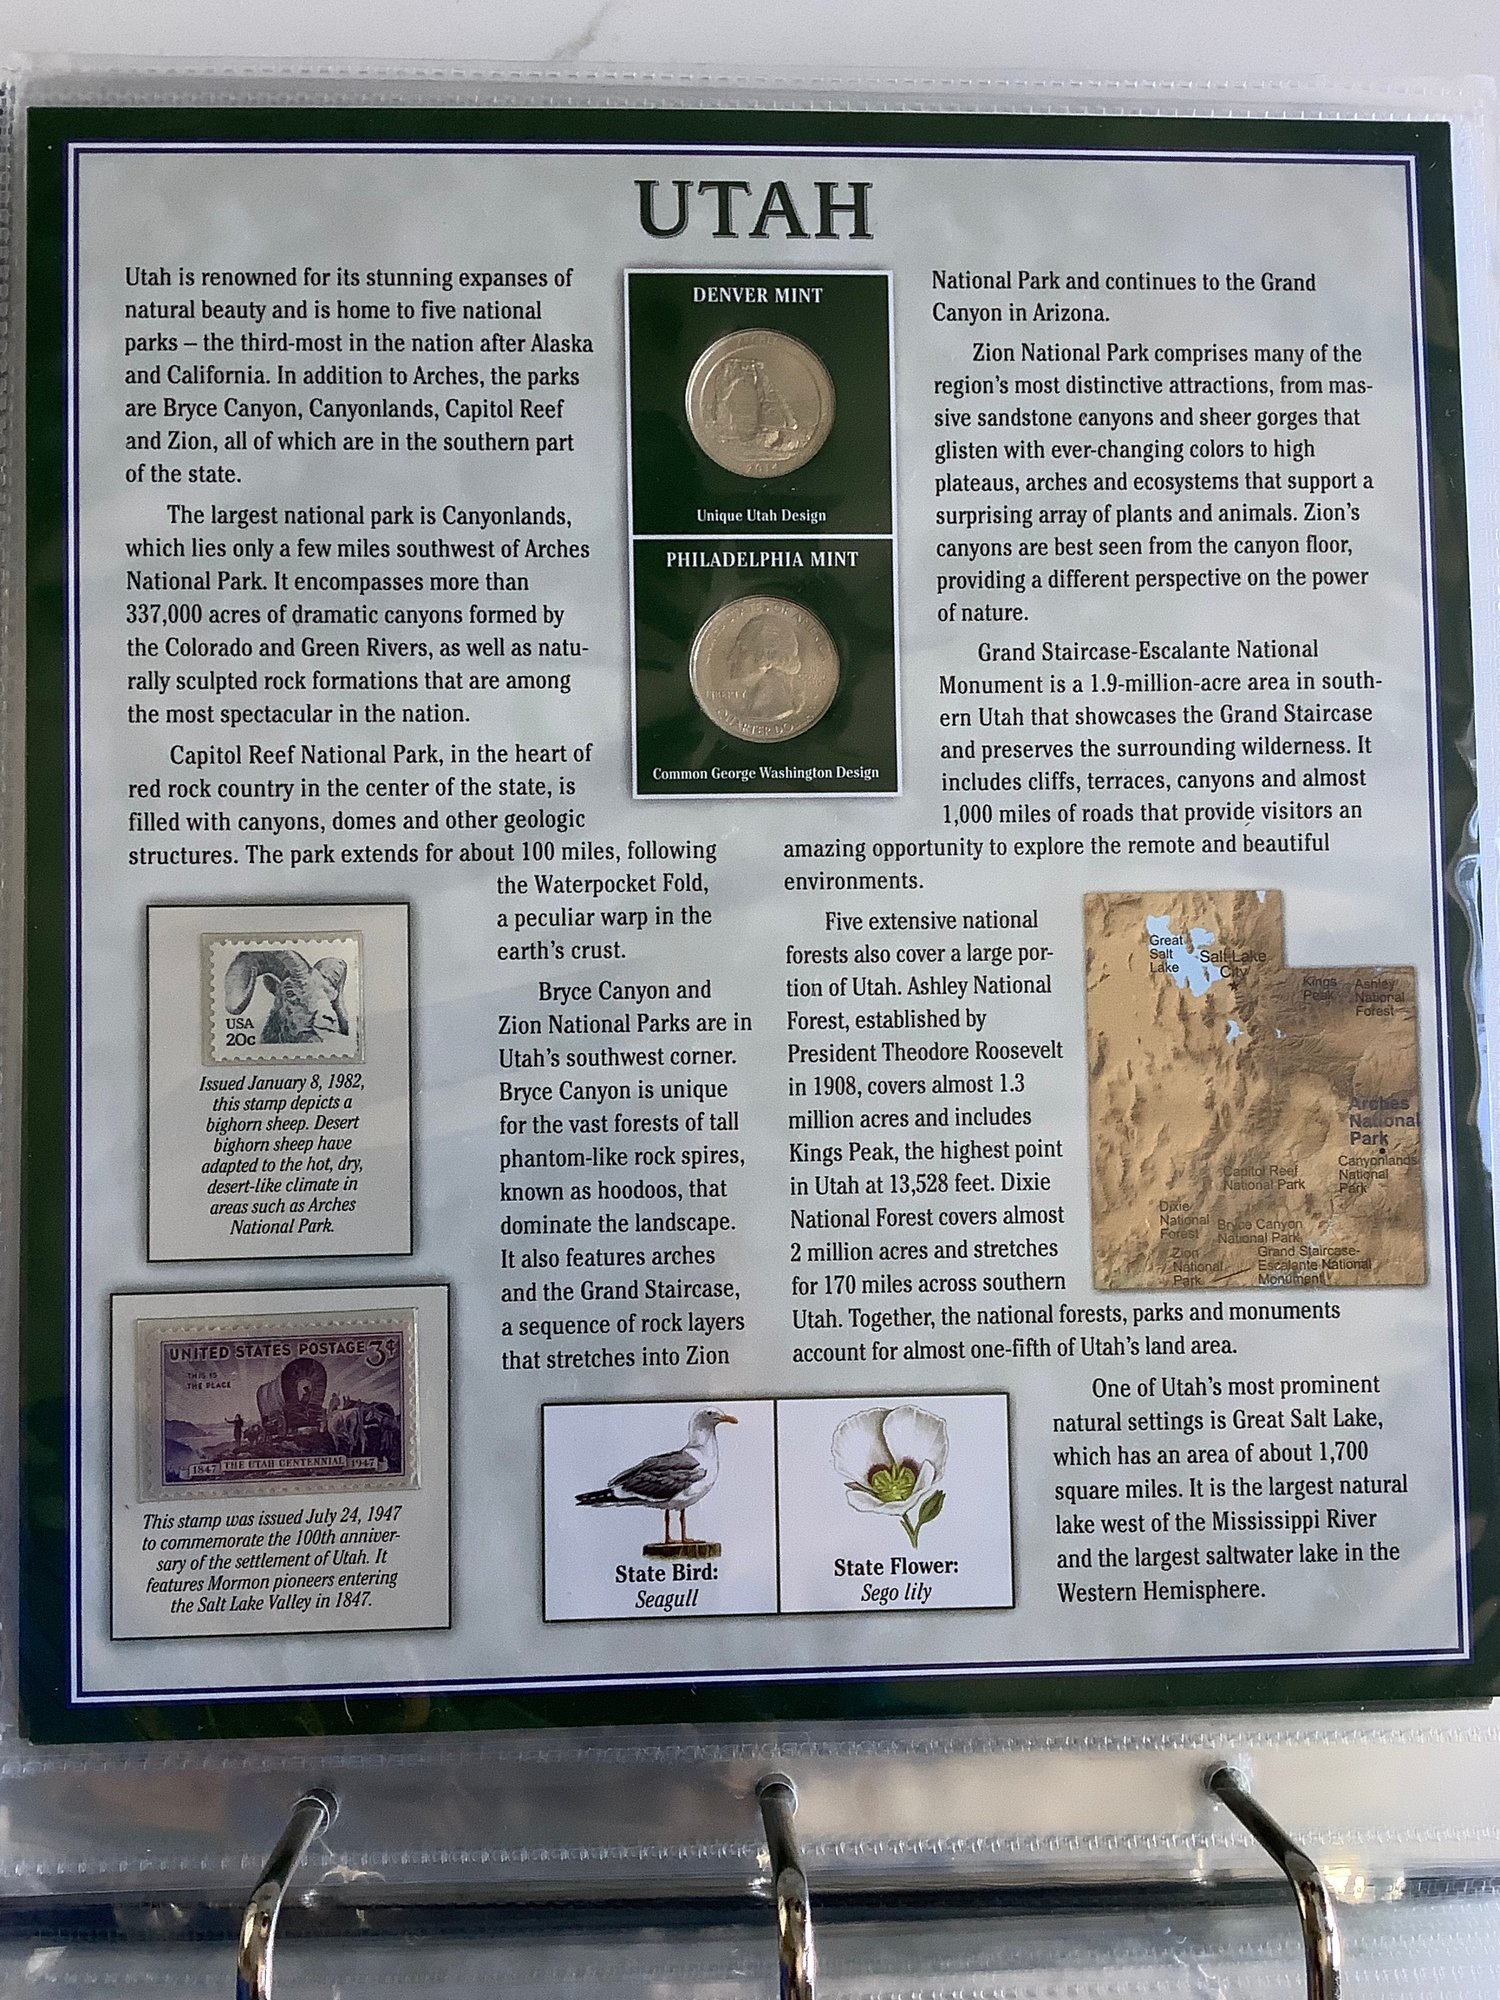 UTAH
Utah is renowned for its stunning expanses of
natural beauty and is home to five national
parks – the third-most in the nation after Alaska
and California. In addition to Arches, the parks
are Bryce Canyon, Canyonlands, Capitol Reef
and Zion, all of which are in the southern part
of the state.
The largest national park is Canyonlands,
which lies only a few miles southwest of Arches
National Park. It encompasses more than
337,000 acres of dramatic canyons formed by
the Colorado and Green Rivers, as well as natu-
rally sculpted rock formations that are among
the most spectacular in the nation.
Capitol Reef National Park, in the heart of
red rock country in the center of the state, is
filled with canyons, domes and other geologic
structures. The park extends for about 100 miles, following
the Waterpocket Fold,
a peculiar warp in the
earth's crust.
Bryce Canyon and
Zion National Parks are in
Utah's southwest corner.
Bryce Canyon is unique
for the vast forests of tall
phantom-like rock spires,
known as hoodoos, that
dominate the landscape.
It also features arches
and the Grand Staircase,
a sequence of rock layers
that stretches into Zion
DENVER MINT
2014
Unique Utah Design
PHILADELPHIA MINT
LIBERTY
Common George Washington Design
National Park and continues to the Grand
Canyon in Arizona.
Zion National Park comprises many of the
region's most distinctive attractions, from mas-
sive sandstone canyons and sheer gorges that
glisten with ever-changing colors to high
plateaus, arches and ecosystems that support a
surprising array of plants and animals. Zion's
canyons are best seen from the canyon floor,
providing a different perspective on the power
of nature.
Grand Staircase-Escalante National
Monument is a 1.9-million-acre area in south-
ern Utah that showcases the Grand Staircase
and preserves the surrounding wilderness. It
includes cliffs, terraces, canyons and almost
1,000 miles of roads that provide visitors an
amazing opportunity to explore the remote and beautiful
environments.
Five extensive national
forests also cover a large por-
tion of Utah. Ashley National
Forest, established by
President Theodore Roosevelt
in 1908, covers almost 1.3
million acres and includes
Kings Peak, the highest point
in Utah at 13,528 feet. Dixie
National Forest covers almost
2 million acres and stretches
for 170 miles across southern
Utah. Together, the national forests, parks and monuments
account for almost one-fifth of Utah's land area.
One of Utah's most prominent
natural settings is Great Salt Lake,
which has an area of about 1,700
square miles. It is the largest natural
lake west of the Mississippi River
and the largest saltwater lake in the
Western Hemisphere.
Great
Salt
Lake
Salt Lake
City
Kings
Peak
Ashley
National
Forest
Arches
National
Park
Canyonlands
National
Park
Capitol Reef
National Park
Dixie
National
Forest
Bryce Canyon
National Park
Zion
National
Park
Grand Staircase-
Escalante National
Monument
USA
20c
Issued January 8, 1982,
this stamp depicts a
bighorn sheep. Desert
bighorn sheep have
adapted to the hot, dry,
desert-like climate in
areas such as Arches
National Park.
UNITED STATES POSTAGE 3¢
THIS IS
THE PLACE
1847 THE UTAH CENTENNIAL 1947
This stamp was issued July 24, 1947
to commemorate the 100th anniver-
sary of the settlement of Utah. It
features Mormon pioneers entering
the Salt Lake Valley in 1847.
State Bird:
Seagull
State Flower:
Sego lily